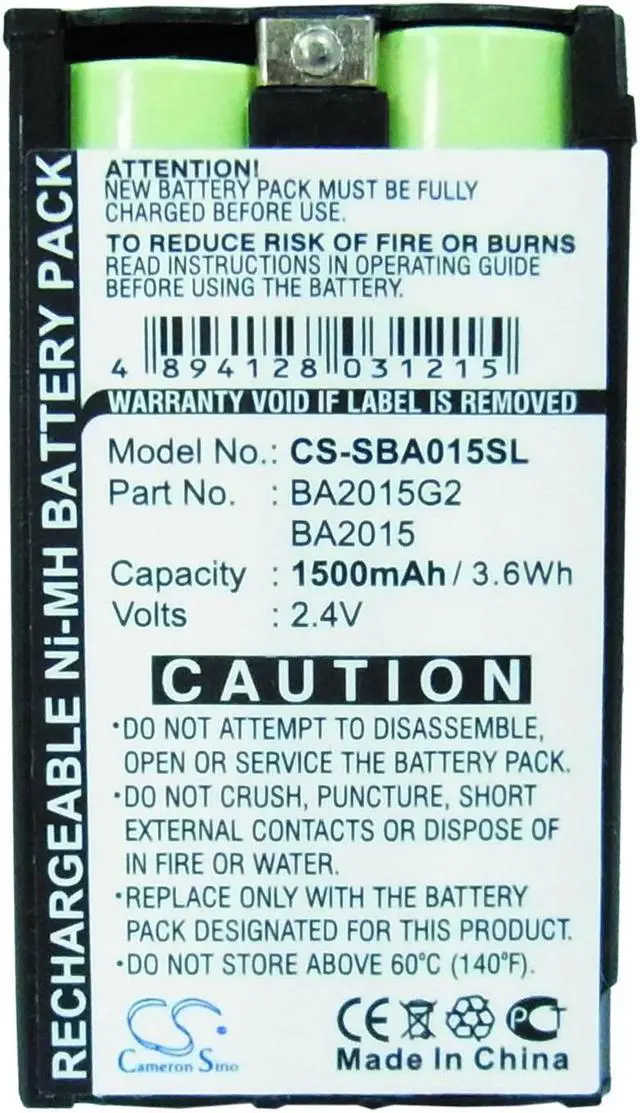 RECHARGEABLE Ni-MH BATTERY PACK
ATTENTION!
NEW BATTERY PACK MUST BE FULLY
CHARGED BEFORE USE.
TO REDUCE RISK OF FIRE OR BURNS
READ INSTRUCTIONS IN OPERATING GUIDE
BEFORE USING THE BATTERY.
4 894128 031215
WARRANTY VOID IF LABEL IS REMOVED
Model No.: CS-SBA015SL
Part No. : BA2015G2
BA2015
Capacity : 1500mAh / 3.6Wh
Volts : 2.4V
CAUTION
·DO NOT ATTEMPT TO DISASSEMBLE,
OPEN OR SERVICE THE BATTERY PACK.
·DO NOT CRUSH, PUNCTURE, SHORT
EXTERNAL CONTACTS OR DISPOSE OF
IN FIRE OR WATER.
·REPLACE ONLY WITH THE BATTERY
PACK DESIGNATED FOR THIS PRODUCT.
·DO NOT STORE ABOVE 60°C (140°F).
CS
Cameron Sino
CE PCT
Made In China